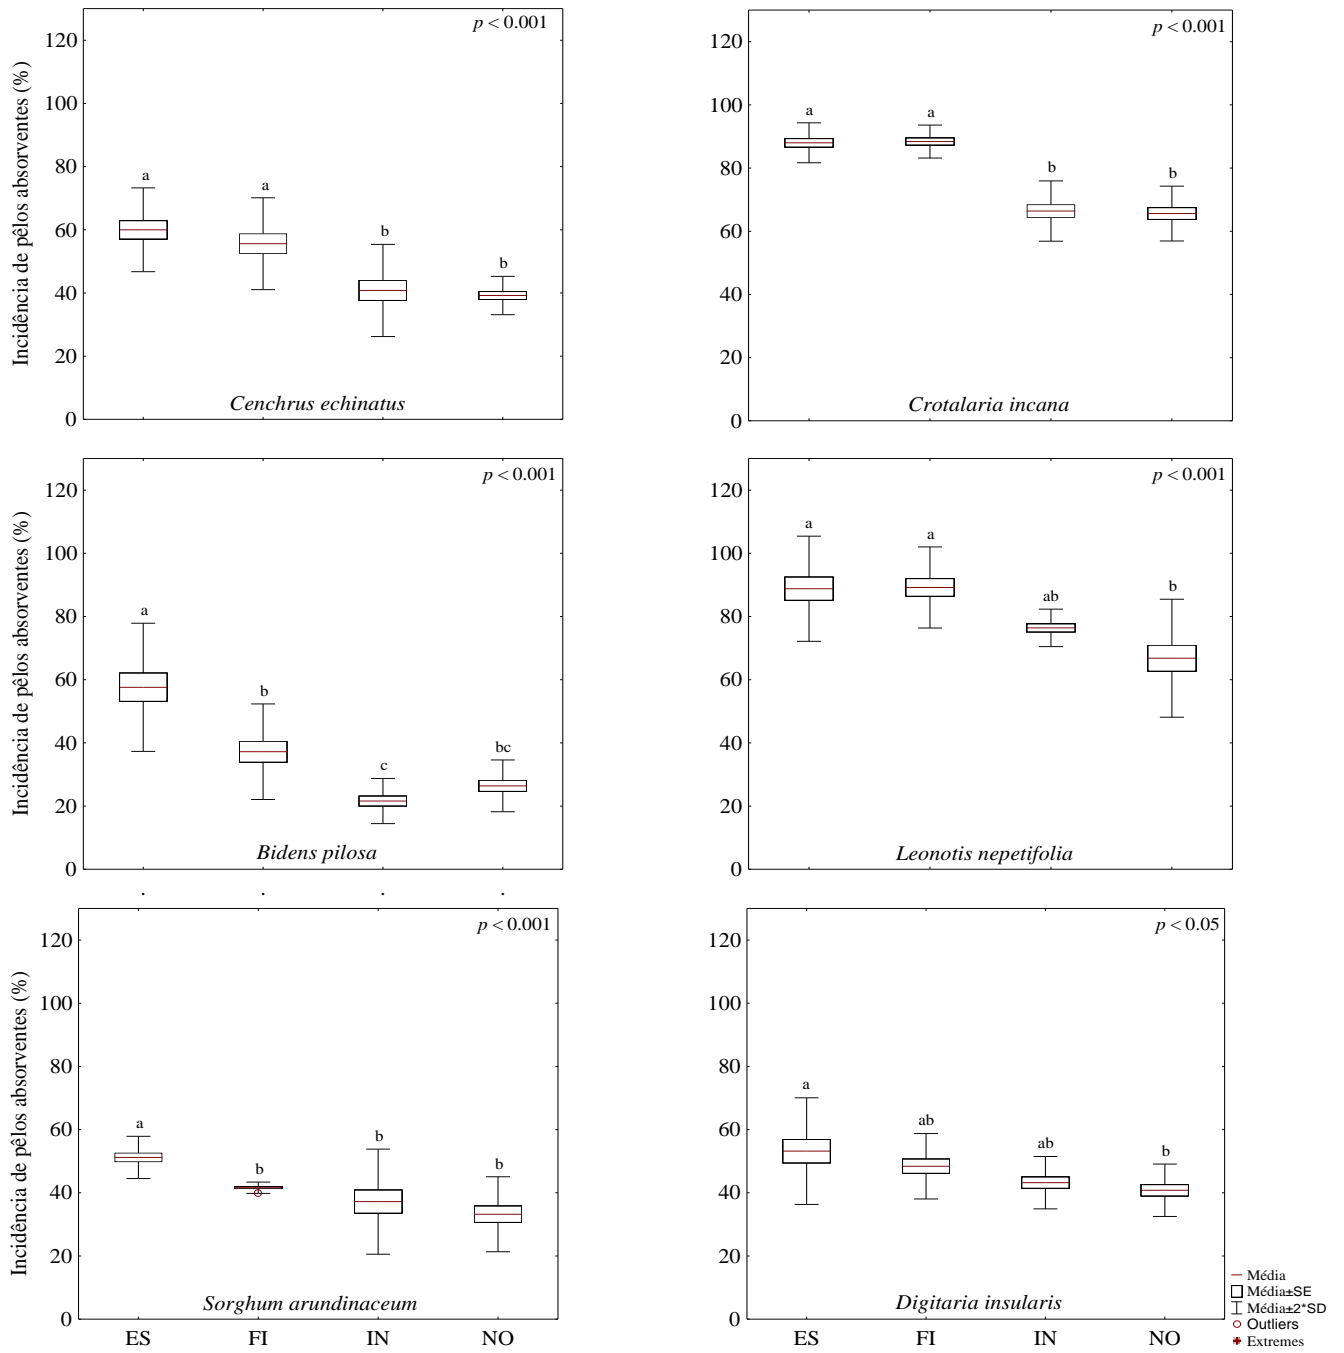 Incidência de pêlos absorventes (%)
120
100
80
60
40
20
0
p < 0.001
a
a
b
b
Cenchrus echinatus
120
100
80
60
40
20
0
p < 0.001
a
a
b
b
Crotalaria incana
Incidência de pêlos absorventes (%)
120
100
80
60
40
20
0
p < 0.001
a
b
c
bc
Bidens pilosa
120
100
80
60
40
20
0
p < 0.001
a
a
ab
b
Leonotis nepetifolia
Incidência de pêlos absorventes (%)
120
100
80
60
40
20
0
p < 0.001
a
b
b
b
Sorghum arundinaceum
ES FI IN NO
120
100
80
60
40
20
0
p < 0.05
a
ab
ab
b
Digitaria insularis
ES FI IN NO
Média
Média±SE
Média±2*SD
Outliers
Extremes